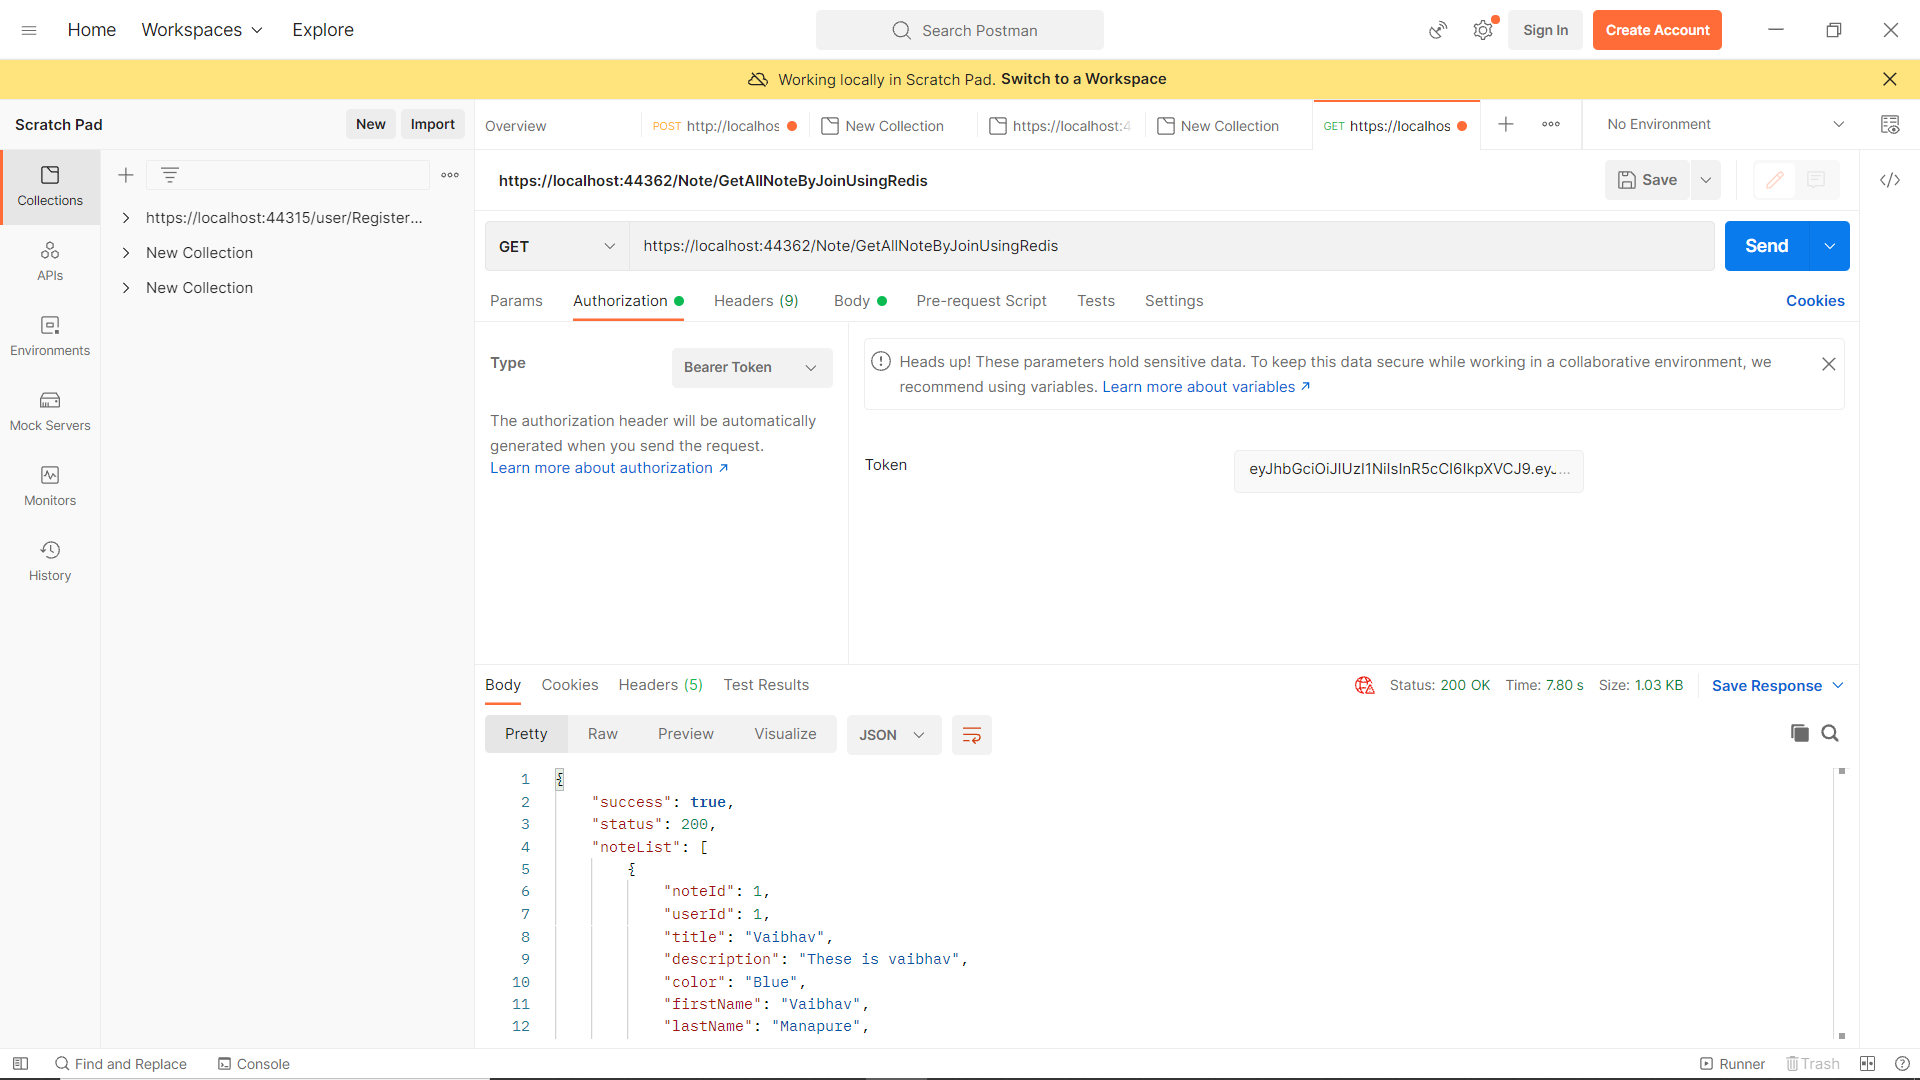 Home Workspaces Explore Search Postman Sign In Create Account
Working locally in Scratch Pad. Switch to a Workspace
Scratch Pad New Import Overview POST http://localhos New Collection https://localhost:4 New Collection GET https://localhos No Environment
Collections
APIs
Environments
Mock Servers
Monitors
History
https://localhost:44315/user/Register...
New Collection
New Collection
https://localhost:44362/Note/GetAllNoteByJoinUsingRedis Save
GET https://localhost:44362/Note/GetAllNoteByJoinUsingRedis Send
Params Authorization Headers (9) Body Pre-request Script Tests Settings Cookies
Type Bearer Token
The authorization header will be automatically
generated when you send the request.
Learn more about authorization ↗
Heads up! These parameters hold sensitive data. To keep this data secure while working in a collaborative environment, we
recommend using variables. Learn more about variables ↗
Token eyJhbGciOiJIUzI1NiIsInR5cCI6IkpXVCJ9.eyJ...
Body Cookies Headers (5) Test Results Status: 200 OK Time: 7.80 s Size: 1.03 KB Save Response
Pretty Raw Preview Visualize JSON
1 {
2 "success": true,
3 "status": 200,
4 "noteList": [
5 {
6 "noteId": 1,
7 "userId": 1,
8 "title": "Vaibhav",
9 "description": "These is vaibhav",
10 "color": "Blue",
11 "firstName": "Vaibhav",
12 "lastName": "Manapure",
Find and Replace Console Runner Trash